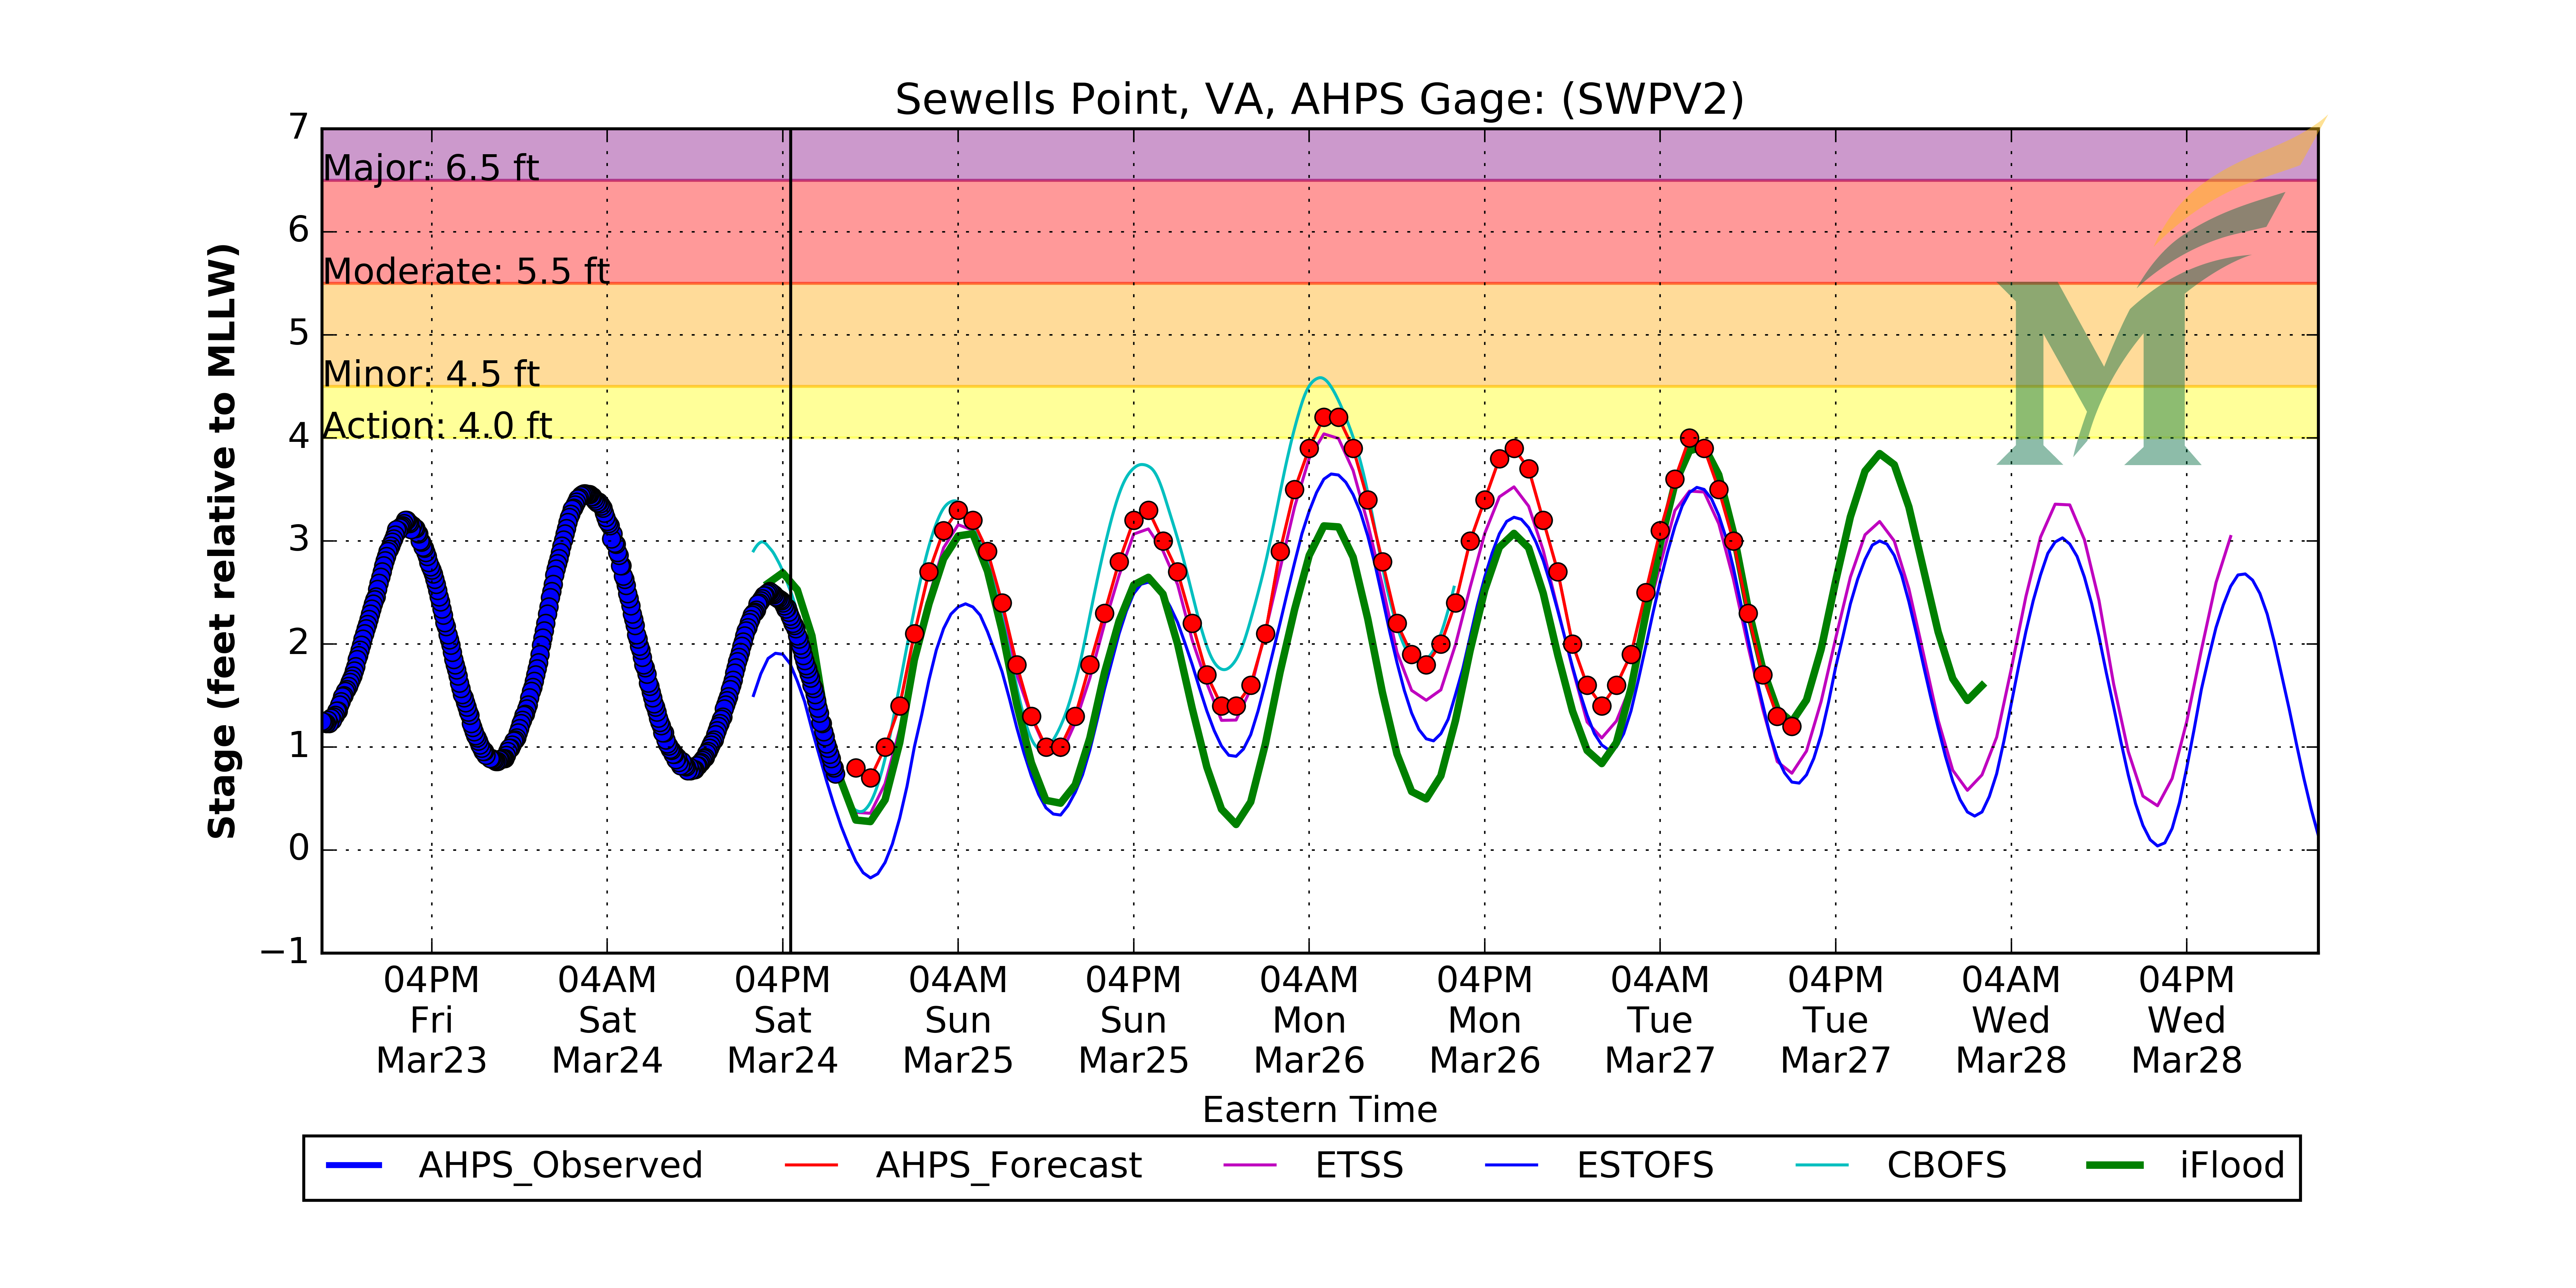 Sewells Point, VA, AHPS Gage: (SWPV2)
7
Major: 6.5 ft
6
Moderate: 5.5 ft
5
Minor: 4.5 ft
Action: 4.0 ft
4
3
2
1
0
−1
Stage (feet relative to MLLW)
04PM 04AM 04PM 04AM 04PM 04AM 04PM 04AM 04PM 04AM 04PM
Fri Sat Sat Sun Sun Mon Mon Tue Tue Wed Wed
Mar23 Mar24 Mar24 Mar25 Mar25 Mar26 Mar26 Mar27 Mar27 Mar28 Mar28
Eastern Time
AHPS_Observed AHPS_Forecast ETSS ESTOFS CBOFS iFlood
M